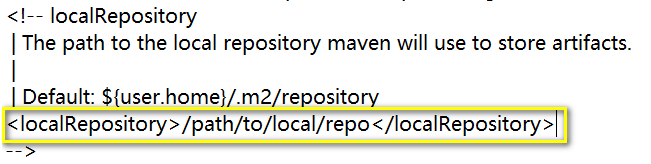 <!-- localRepository
| The path to the local repository maven will use to store artifacts.
|
| Default: ${user.home}/.m2/repository
<localRepository>/path/to/local/repo</localRepository>
-->